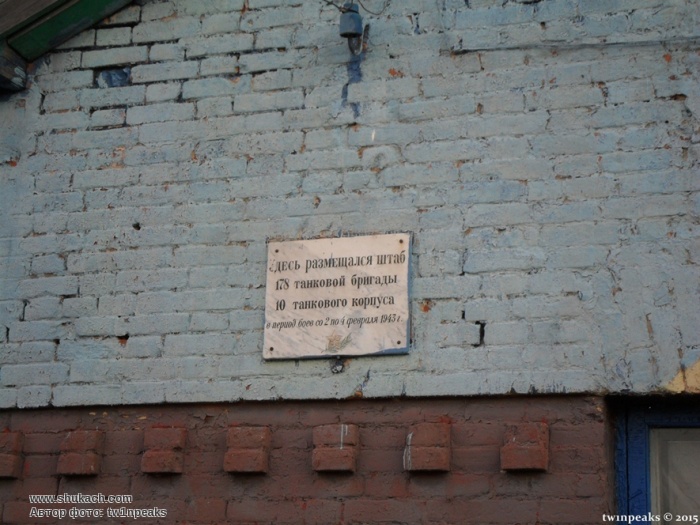 ЗДЕСЬ РАЗМЕЩАЛСЯ ШТАБ
178 ТАНКОВОЙ БРИГАДЫ
10 ТАНКОВОГО КОРПУСА
в период боев со 2 по 4 февраля 1943 г.
www.shukach.com
Автор фото: tw1npeaks
tw1npeaks © 2015